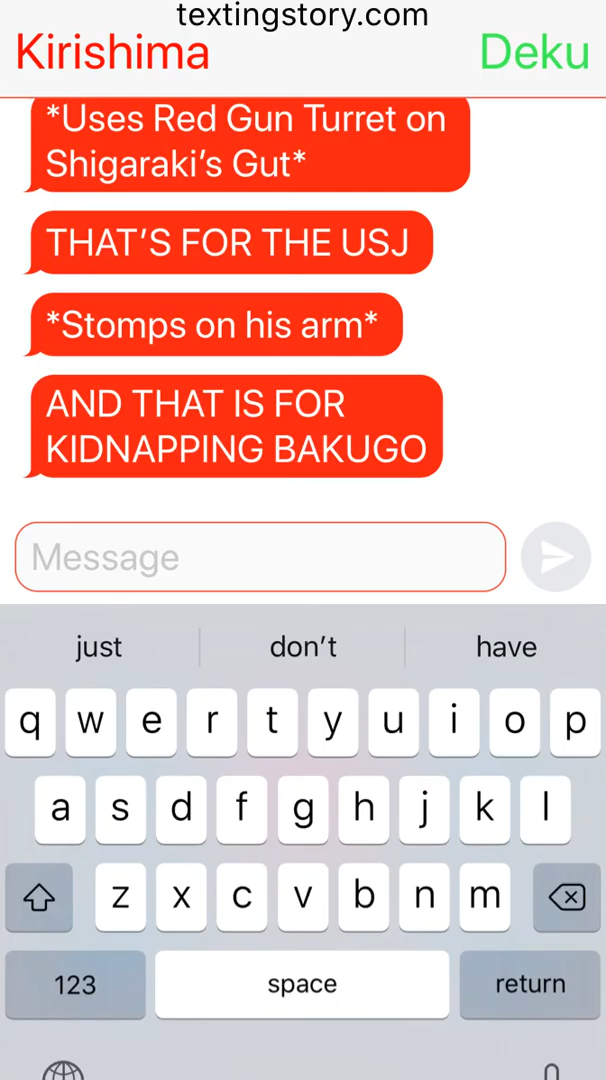 textingstory.com
Kirishima
Deku
*Uses Red Gun Turret on
Shigaraki’s Gut*
THAT’S FOR THE USJ
*Stomps on his arm*
AND THAT IS FOR
KIDNAPPING BAKUGO
Message
just don’t have
q w e r t y u i o p
a s d f g h j k l
z x c v b n m
123 space return